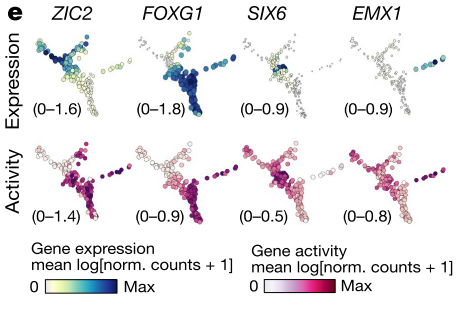 e ZIC2 FOXG1 SIX6 EMX1
Expression
(0–1.6) (0–1.8) (0–0.9) (0–0.9)
Activity
(0–1.4) (0–0.9) (0–0.5) (0–0.8)
Gene expression
mean log[norm. counts + 1]
0 Max
Gene activity
mean log[norm. counts + 1]
0 Max